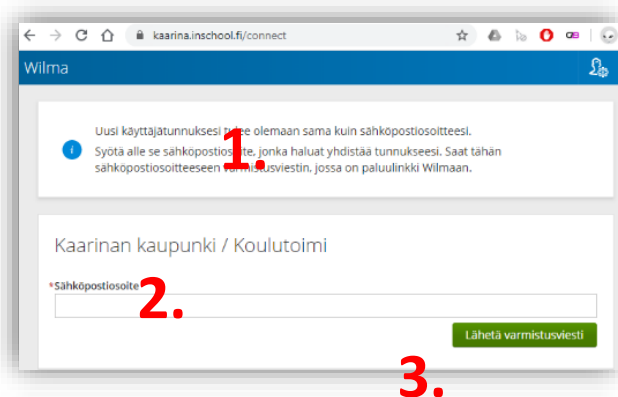 kaarina.inschool.fi/connect
Wilma
Uusi käyttäjätunnuksesi tulee olemaan sama kuin sähköpostiosoitteesi.
1.
Syötä alle se sähköpostiosoite, jonka haluat yhdistää tunnukseesi. Saat tähän
sähköpostiosoitteeseen varmistusviestin, jossa on paluulinkki Wilmaan.
Kaarinan kaupunki / Koulutoimi
*Sähköpostiosoite
2.
Lähetä varmistusviesti
3.